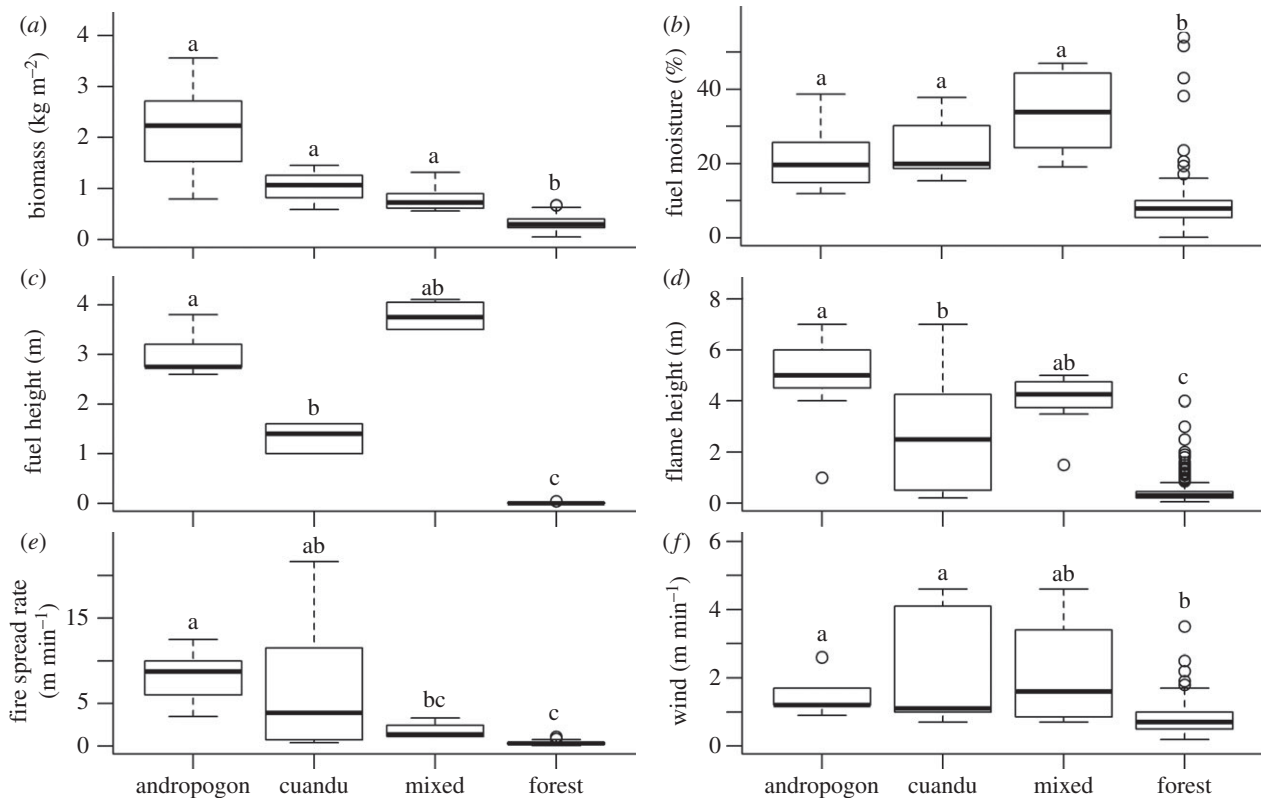 (a)
biomass (kg m−2)
4
3
2
1
0
a
a
a
b
(b)
fuel moisture (%)
40
20
0
a
a
a
b
(c)
fuel height (m)
4
3
2
1
0
a
b
ab
c
(d)
flame height (m)
8
6
4
2
0
a
b
ab
c
(e)
fire spread rate
(m min−1)
15
5
0
a
ab
bc
c
andropogon cuandu mixed forest
(f)
wind (m min−1)
6
4
2
0
a
a
ab
b
andropogon cuandu mixed forest